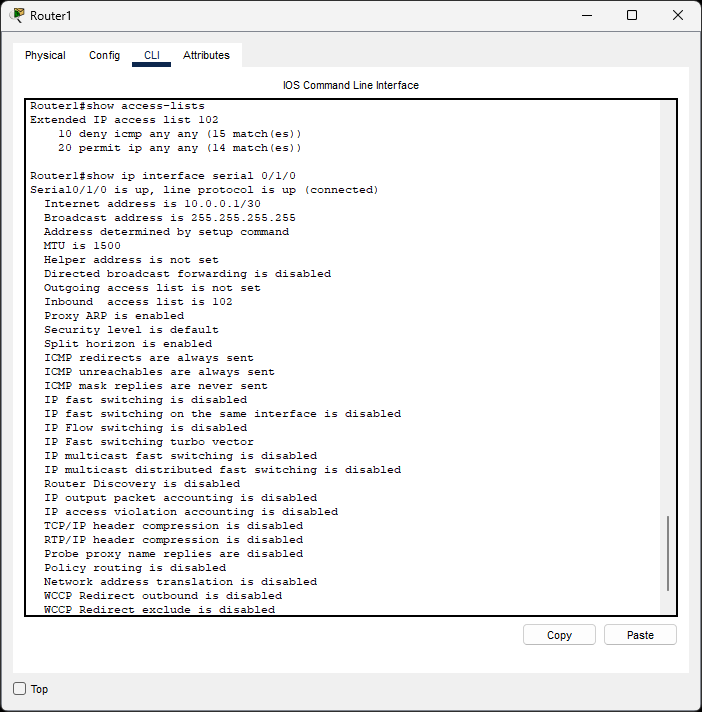 Router1
Physical Config CLI Attributes
IOS Command Line Interface
Router1#show access-lists
Extended IP access list 102
    10 deny icmp any any (15 match(es))
    20 permit ip any any (14 match(es))

Router1#show ip interface serial 0/1/0
Serial0/1/0 is up, line protocol is up (connected)
  Internet address is 10.0.0.1/30
  Broadcast address is 255.255.255.255
  Address determined by setup command
  MTU is 1500
  Helper address is not set
  Directed broadcast forwarding is disabled
  Outgoing access list is not set
  Inbound  access list is 102
  Proxy ARP is enabled
  Security level is default
  Split horizon is enabled
  ICMP redirects are always sent
  ICMP unreachables are always sent
  ICMP mask replies are never sent
  IP fast switching is disabled
  IP fast switching on the same interface is disabled
  IP Flow switching is disabled
  IP Fast switching turbo vector
  IP multicast fast switching is disabled
  IP multicast distributed fast switching is disabled
  Router Discovery is disabled
  IP output packet accounting is disabled
  IP access violation accounting is disabled
  TCP/IP header compression is disabled
  RTP/IP header compression is disabled
  Probe proxy name replies are disabled
  Policy routing is disabled
  Network address translation is disabled
  WCCP Redirect outbound is disabled
  WCCP Redirect exclude is disabled
Copy Paste
Top